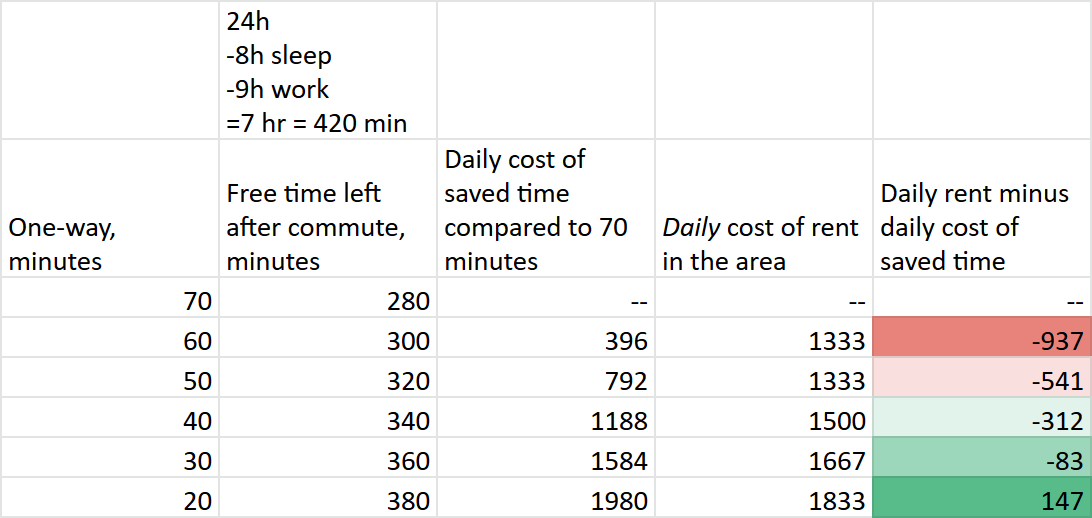 24h
-8h sleep
-9h work
=7 hr = 420 min
One-way,
minutes
Free time left
after commute,
minutes
Daily cost of
saved time
compared to 70
minutes
Daily cost of rent
in the area
Daily rent minus
daily cost of
saved time
70 280 -- -- --
60 300 396 1333 -937
50 320 792 1333 -541
40 340 1188 1500 -312
30 360 1584 1667 -83
20 380 1980 1833 147